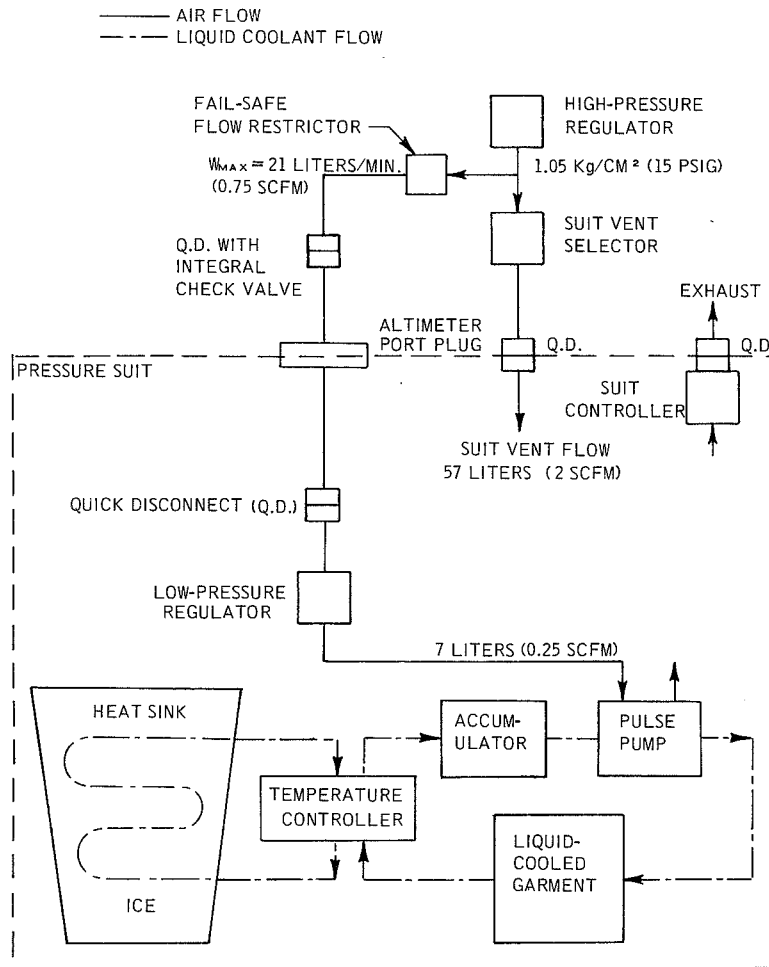 AIR FLOW
LIQUID COOLANT FLOW
FAIL-SAFE
FLOW RESTRICTOR
HIGH-PRESSURE
REGULATOR
WMAX = 21 LITERS/MIN.
(0.75 SCFM)
1.05 Kg/CM² (15 PSIG)
SUIT VENT
SELECTOR
Q.D. WITH
INTEGRAL
CHECK VALVE
EXHAUST
ALTIMETER
PORT PLUG
Q.D.
Q.D
PRESSURE SUIT
SUIT
CONTROLLER
SUIT VENT FLOW
57 LITERS (2 SCFM)
QUICK DISCONNECT (Q.D.)
LOW-PRESSURE
REGULATOR
7 LITERS (0.25 SCFM)
HEAT SINK
ACCUM-
ULATOR
PULSE
PUMP
TEMPERATURE
CONTROLLER
LIQUID-
COOLED
GARMENT
ICE